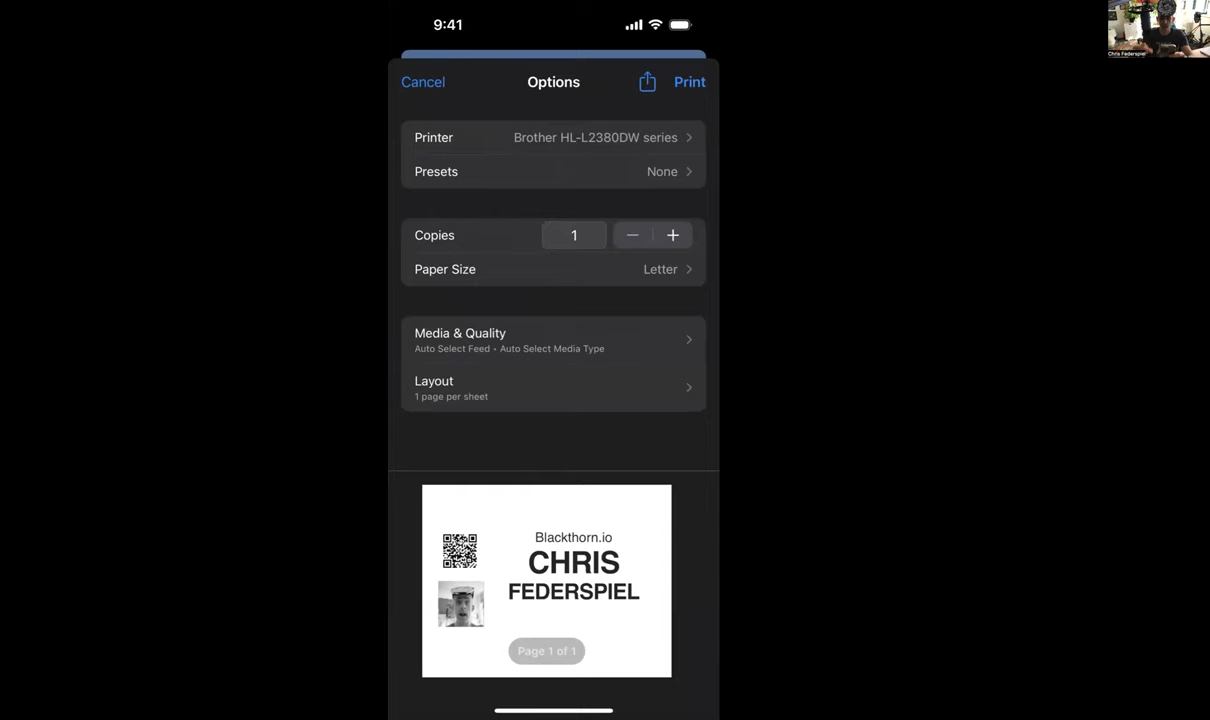 9:41
Cancel
Options
Print
Printer
Brother HL-L2380DW series
Presets
None
Copies
1
Paper Size
Letter
Media & Quality
Auto Select Feed • Auto Select Media Type
Layout
1 page per sheet
Blackthorn.io
CHRIS
FEDERSPIEL
Page 1 of 1
Chris Federspiel